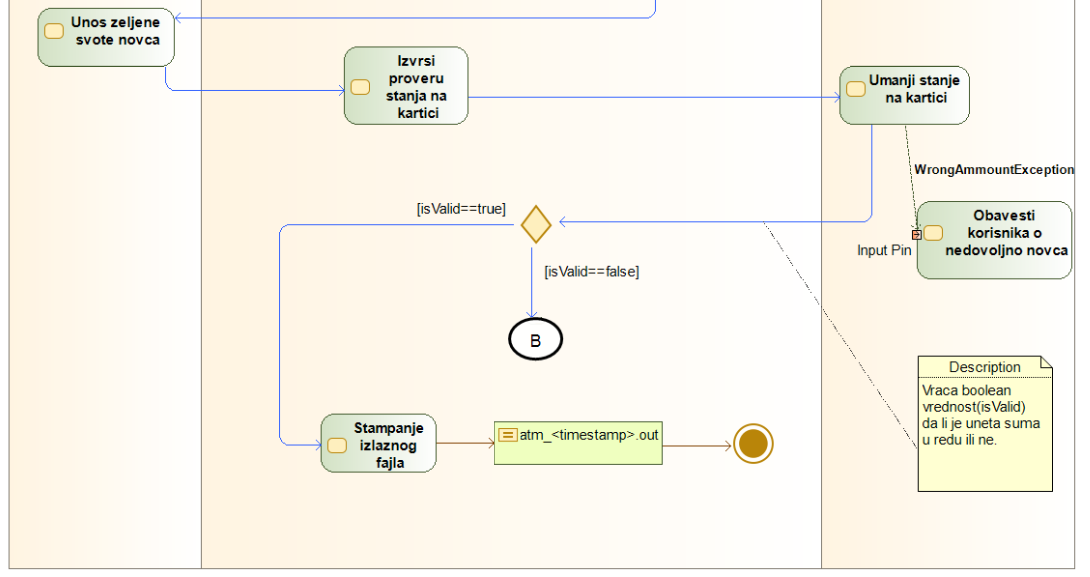 Unos zeljene
svote novca
Izvrsi
proveru
stanja na
kartici
Umanji stanje
na kartici
WrongAmmountException
[isValid==true]
Obavesti
korisnika o
nedovoljno novca
Input Pin
[isValid==false]
B
Description
Vraca boolean
vrednost(isValid)
da li je uneta suma
u redu ili ne.
Stampanje
izlaznog
fajla
atm_<timestamp>.out